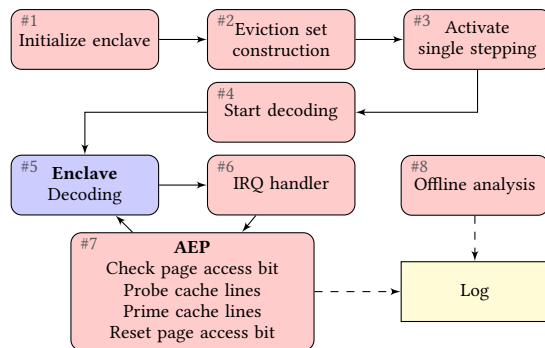 #1
Initialize enclave
#2
Eviction set
construction
#3
Activate
single stepping
#4
Start decoding
#5
Enclave
Decoding
#6
IRQ handler
#8
Offline analysis
#7
AEP
Check page access bit
Probe cache lines
Prime cache lines
Reset page access bit
Log